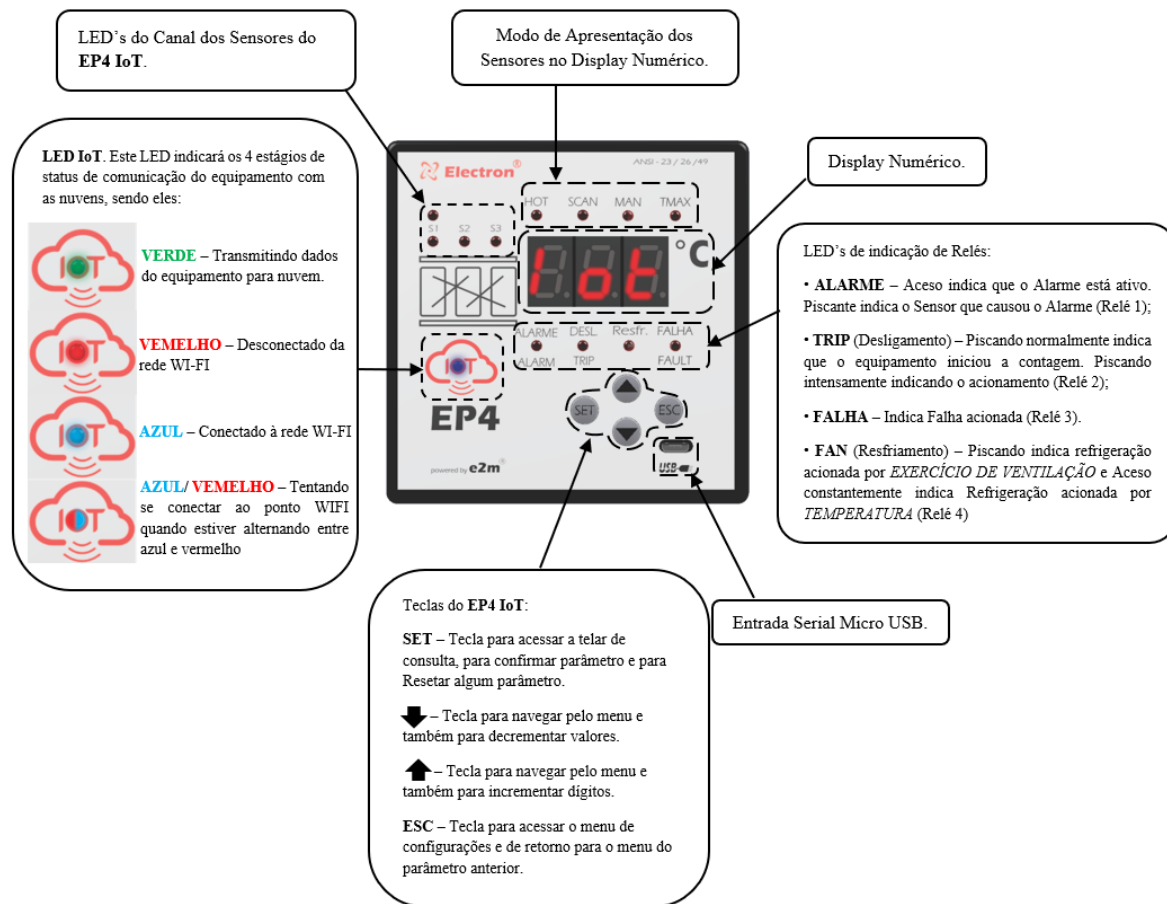 LED’s do Canal dos Sensores do
EP4 IoT.
Modo de Apresentação dos
Sensores no Display Numérico.
LED IoT. Este LED indicará os 4 estágios de
status de comunicação do equipamento com
as nuvens, sendo eles:
IOT
VERDE – Transmitindo dados
do equipamento para nuvem.
IOT
VEMELHO – Desconectado da
rede WI-FI
IOT
AZUL – Conectado à rede WI-FI
IOT
AZUL/ VEMELHO – Tentando
se conectar ao ponto WIFI
quando estiver alternando entre
azul e vermelho
ANSI - 23 / 26 /49
Electron®
HOT SCAN MAN TMAX
S1 S2 S3
Iot
°C
ALARME DESL. Resfr. FALHA
ALARM TRIP FAULT
IOT
EP4
SET
ESC
USB
powered by e2m®
Display Numérico.
LED’s de indicação de Relés:
• ALARME – Aceso indica que o Alarme está ativo.
Piscante indica o Sensor que causou o Alarme (Relé 1);
• TRIP (Desligamento) – Piscando normalmente indica
que o equipamento iniciou a contagem. Piscando
intensamente indicando o acionamento (Relé 2);
• FALHA – Indica Falha acionada (Relé 3).
• FAN (Resfriamento) – Piscando indica refrigeração
acionada por EXERCÍCIO DE VENTILAÇÃO e Aceso
constantemente indica Refrigeração acionada por
TEMPERATURA (Relé 4)
Teclas do EP4 IoT:
SET – Tecla para acessar a telar de
consulta, para confirmar parâmetro e para
Resetar algum parâmetro.
– Tecla para navegar pelo menu e
também para decrementar valores.
– Tecla para navegar pelo menu e
também para incrementar dígitos.
ESC – Tecla para acessar o menu de
configurações e de retorno para o menu do
parâmetro anterior.
Entrada Serial Micro USB.